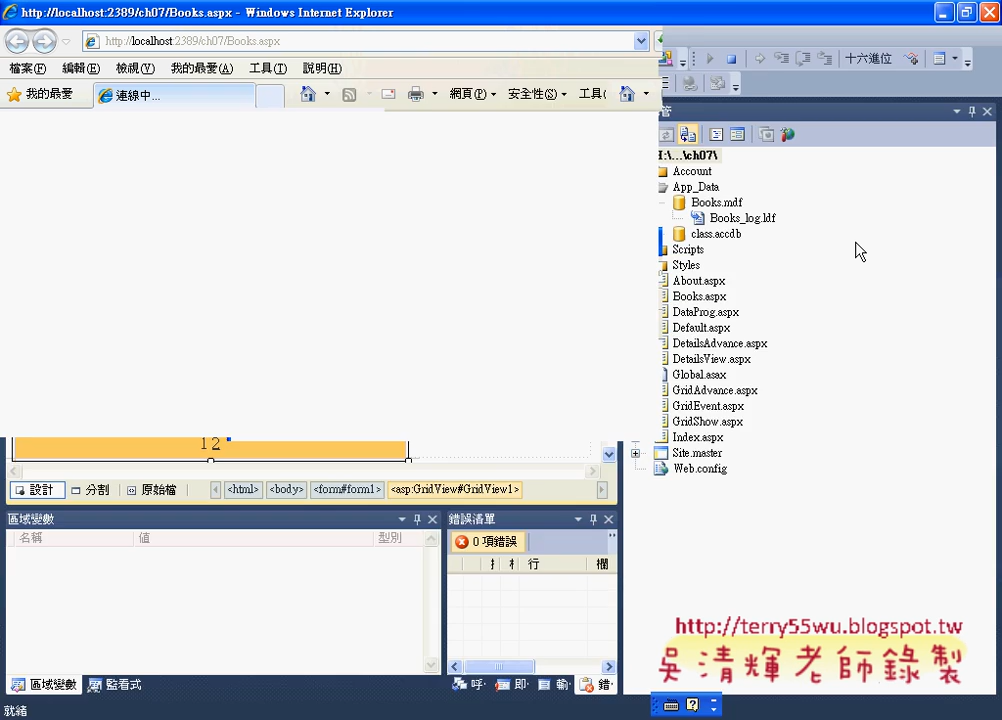 http://localhost:2389/ch07/Books.aspx - Windows Internet Explorer
http://localhost:2389/ch07/Books.aspx
檔案(F) 編輯(E) 檢視(V) 我的最愛(A) 工具(T) 說明(H)
十六進位
我的最愛 連線中... 網頁(P) 安全性(S) 工具(
管
H:\...\ch07\
Account
App_Data
Books.mdf
Books_log.ldf
class.accdb
Scripts
Styles
About.aspx
Books.aspx
DataProg.aspx
Default.aspx
DetailsAdvance.aspx
DetailsView.aspx
Global.asax
GridAdvance.aspx
GridEvent.aspx
GridShow.aspx
Index.aspx
Site.master
Web.config
1 2
設計 分割 原始檔 <html> <body> <form#form1> <asp:GridView#GridView1>
區域變數
名稱 值 型別
錯誤清單
0 項錯誤
行 欄
區域變數 監看式
呼 即 輸 錯
就緒
http://terry55wu.blogspot.tw
吳清輝老師錄製